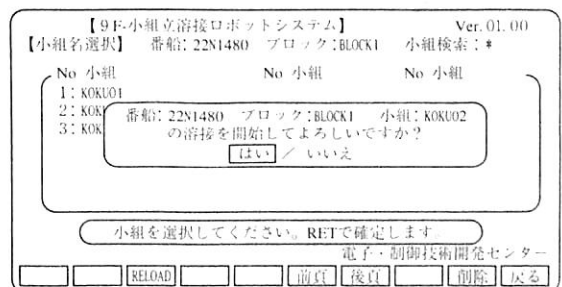 【9F小組立溶接ロボットシステム】 Ver. 01. 00
【小組名選択】 番船：22N1480 ブロック：BLOCK1 小組検索：*
No 小組 No 小組 No 小組
1：KOKU01
2：KOK
3：KOK
番船：22N1480 ブロック：BLOCK1 小組：KOKU02
の溶接を開始してよろしいですか？
はい ／ いいえ
小組を選択してください。RETで確定します。
電子・制御技術開発センター
RELOAD 前頁 後頁 削除 戻る